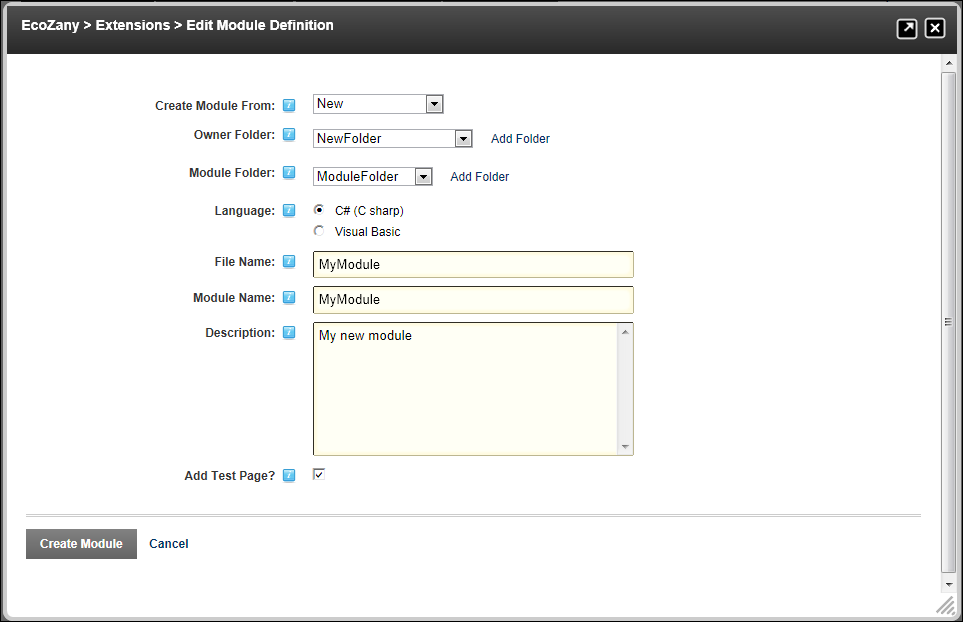 EcoZany > Extensions > Edit Module Definition
Create Module From: New
Owner Folder: NewFolder Add Folder
Module Folder: ModuleFolder Add Folder
Language: C# (C sharp)
Visual Basic
File Name: MyModule
Module Name: MyModule
Description: My new module
Add Test Page?
Create Module Cancel